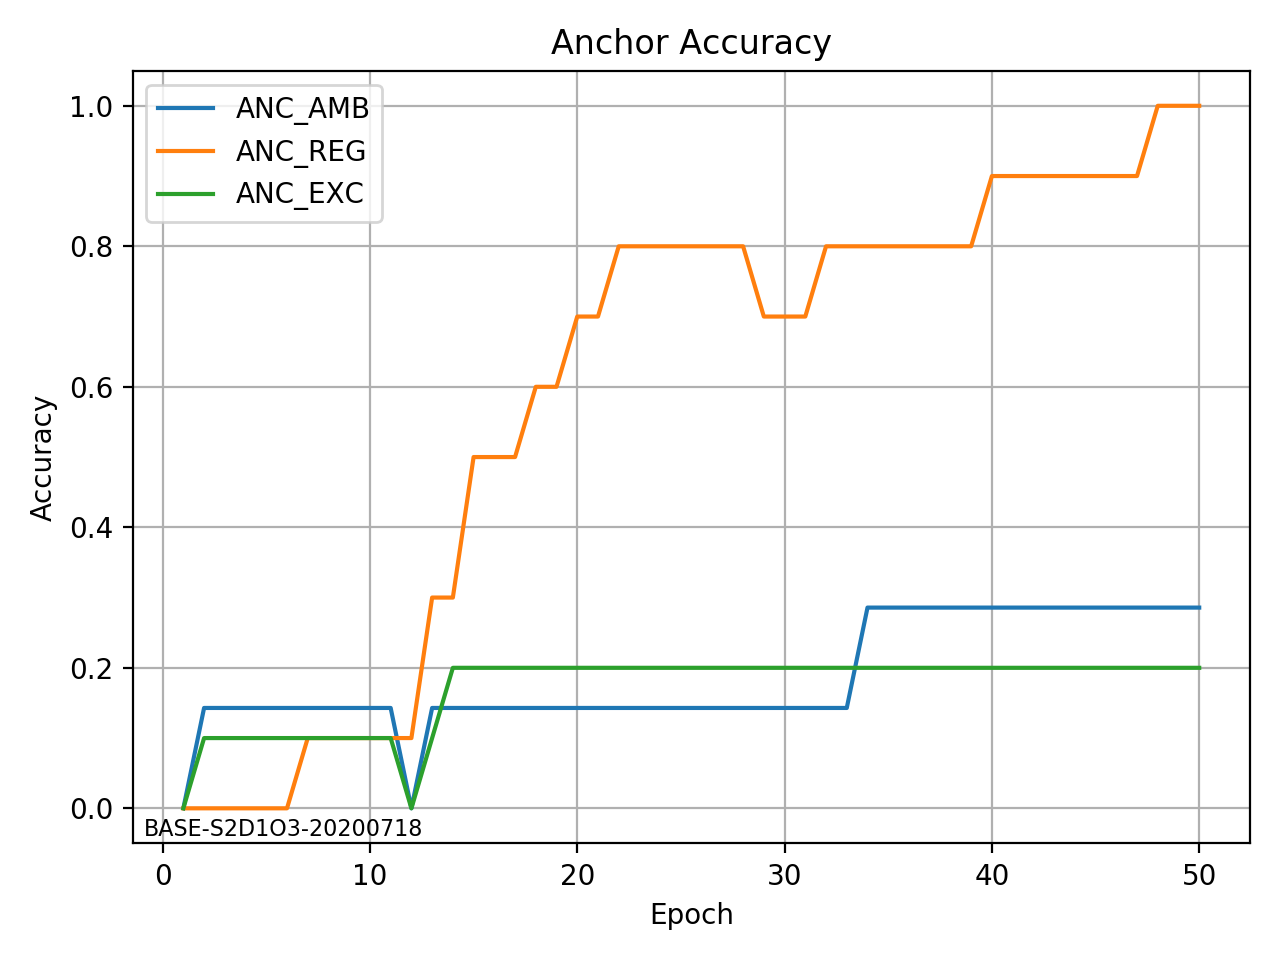 Anchor Accuracy
ANC_AMB
ANC_REG
ANC_EXC
1.0
0.8
0.6
0.4
0.2
0.0
Accuracy
BASE-S2D1O3-20200718
0 10 20 30 40 50
Epoch